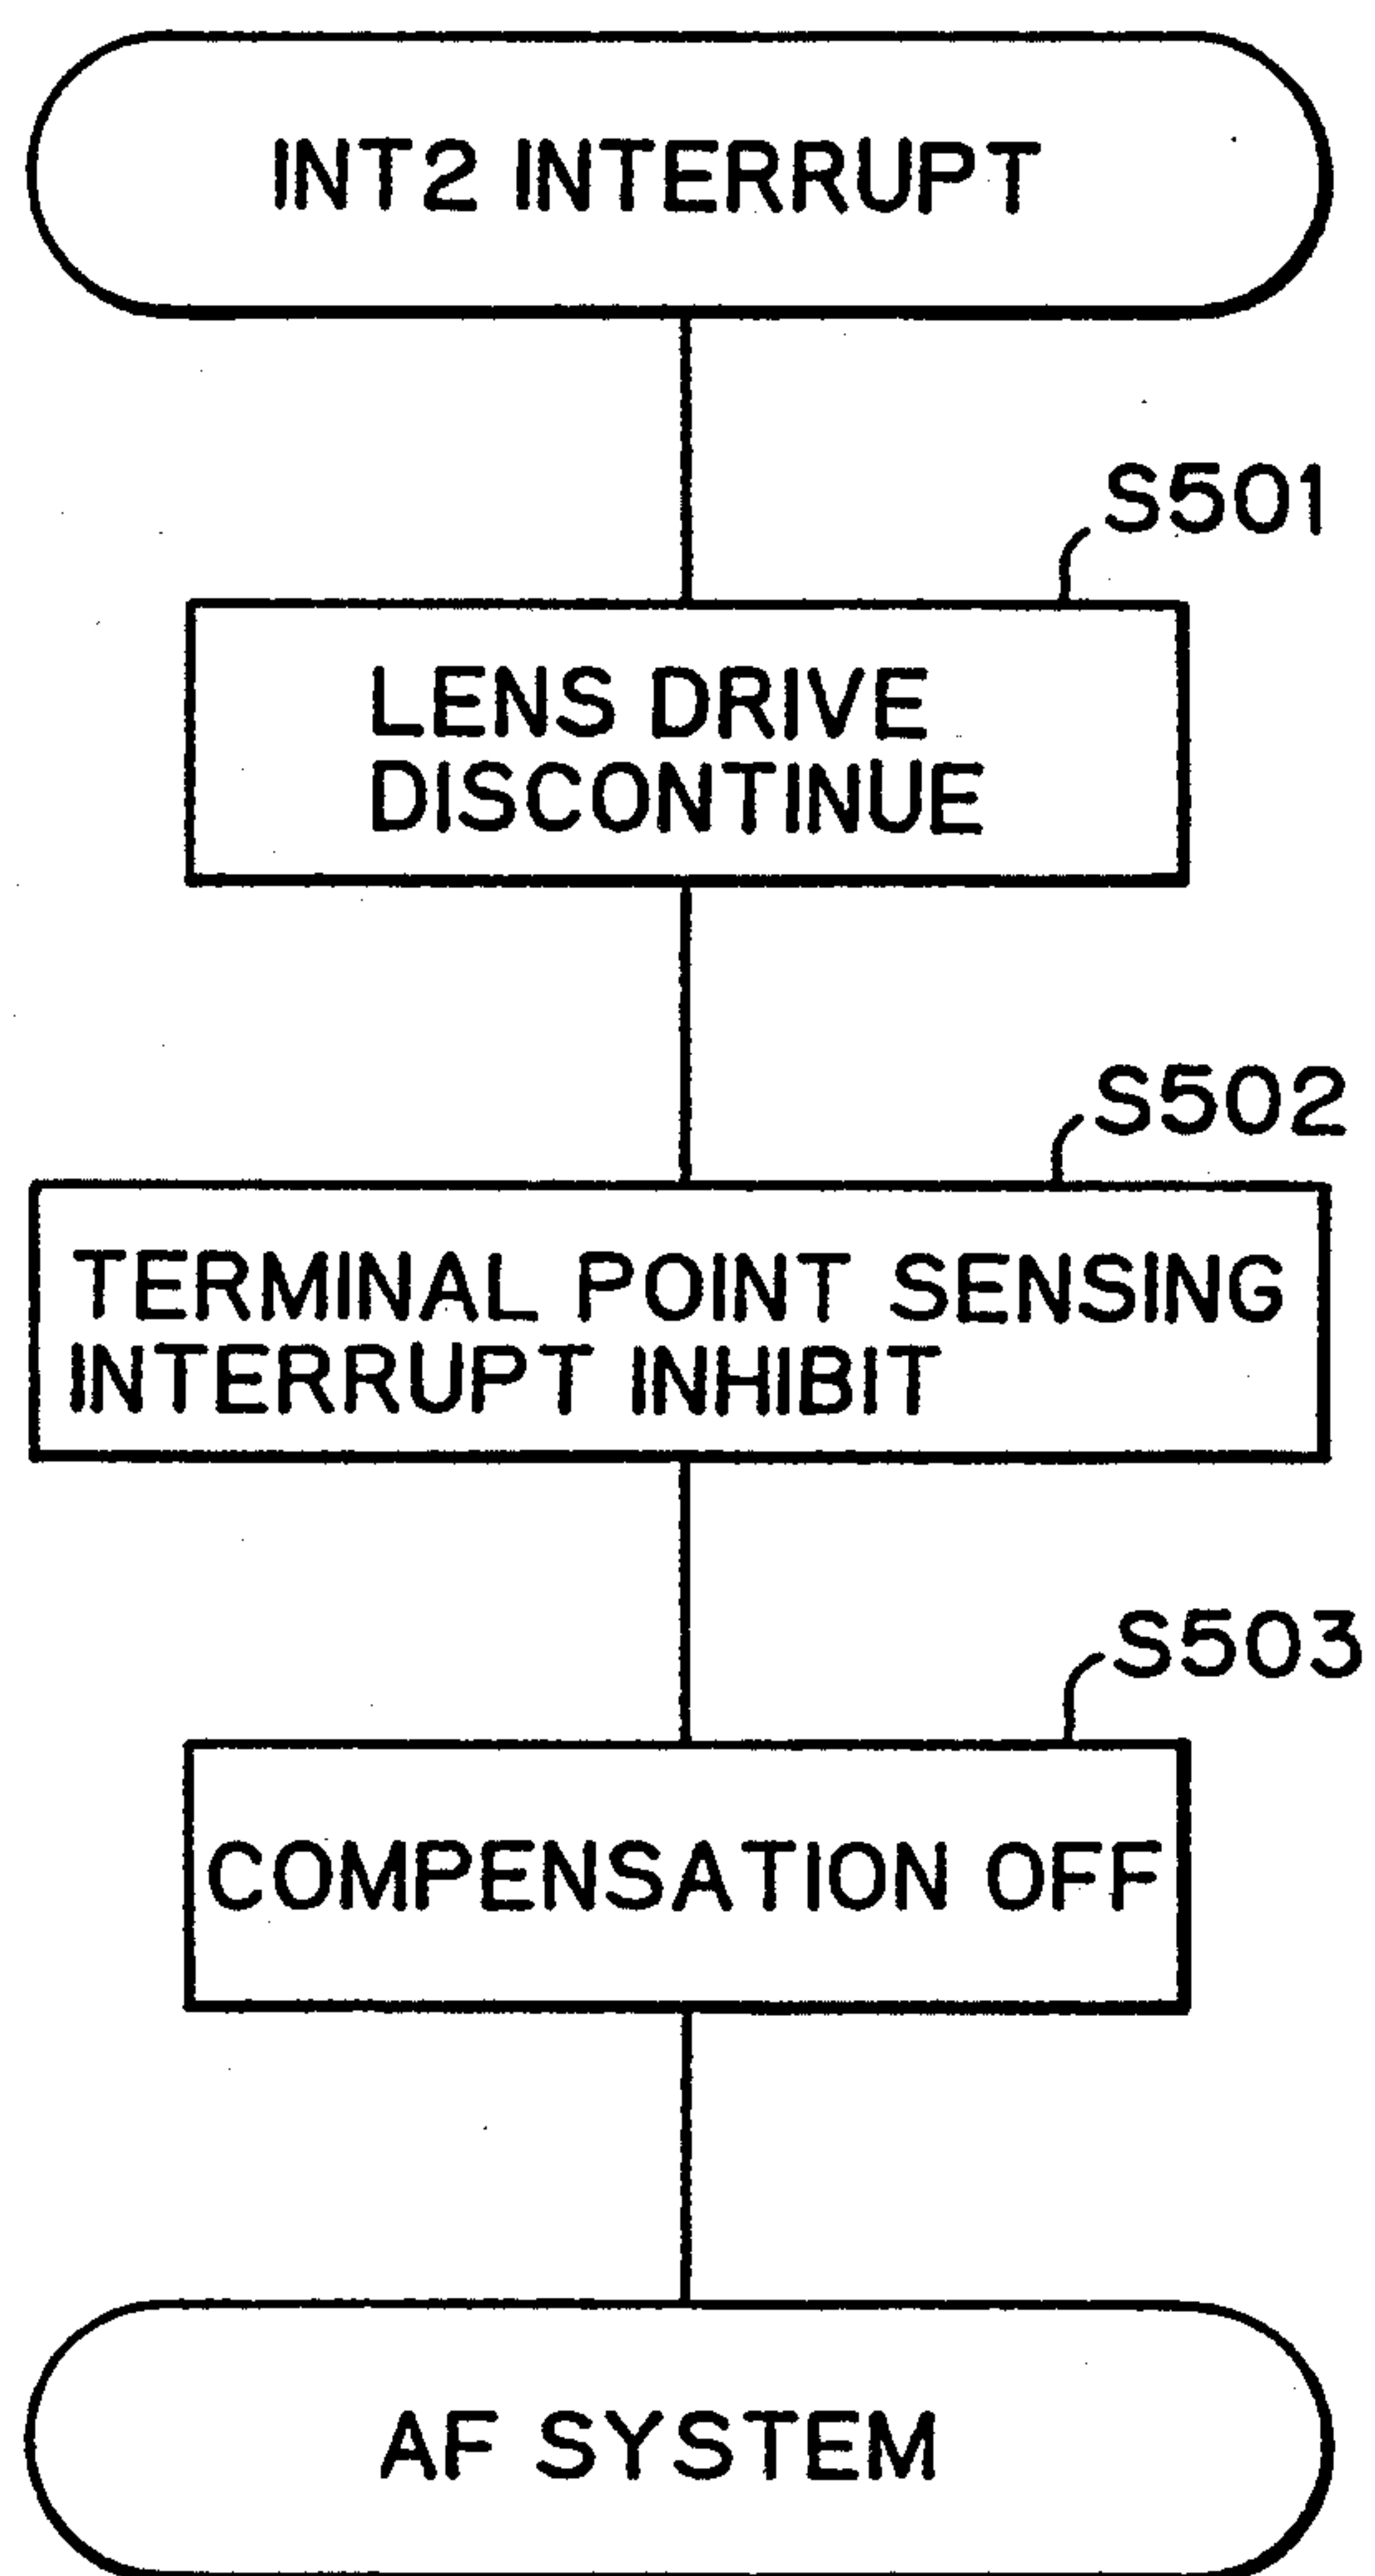 INT2 INTERRUPT
S501
LENS DRIVE
DISCONTINUE
S502
TERMINAL POINT SENSING
INTERRUPT INHIBIT
S503
COMPENSATION OFF
AF SYSTEM